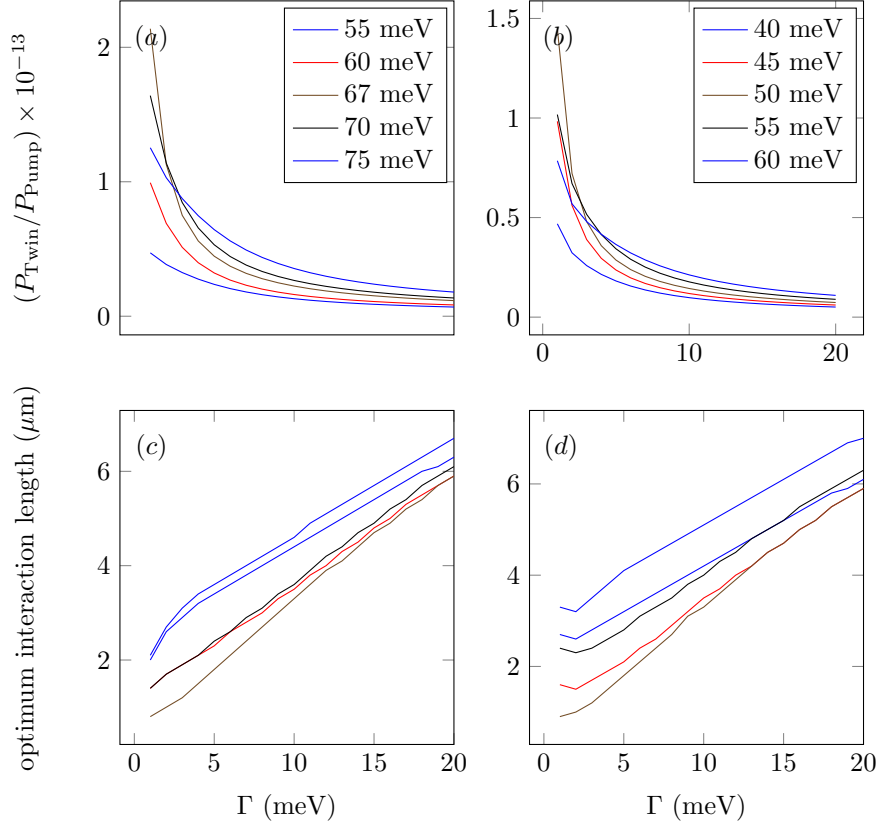 (P_Twin/P_Pump) × 10^−13
2
1
0
(a)
55 meV
60 meV
67 meV
70 meV
75 meV
1.5
1
0.5
0
0
10
20
(b)
40 meV
45 meV
50 meV
55 meV
60 meV
optimum interaction length (μm)
6
4
2
0
5
10
15
20
(c)
Γ (meV)
6
4
2
0
5
10
15
20
(d)
Γ (meV)